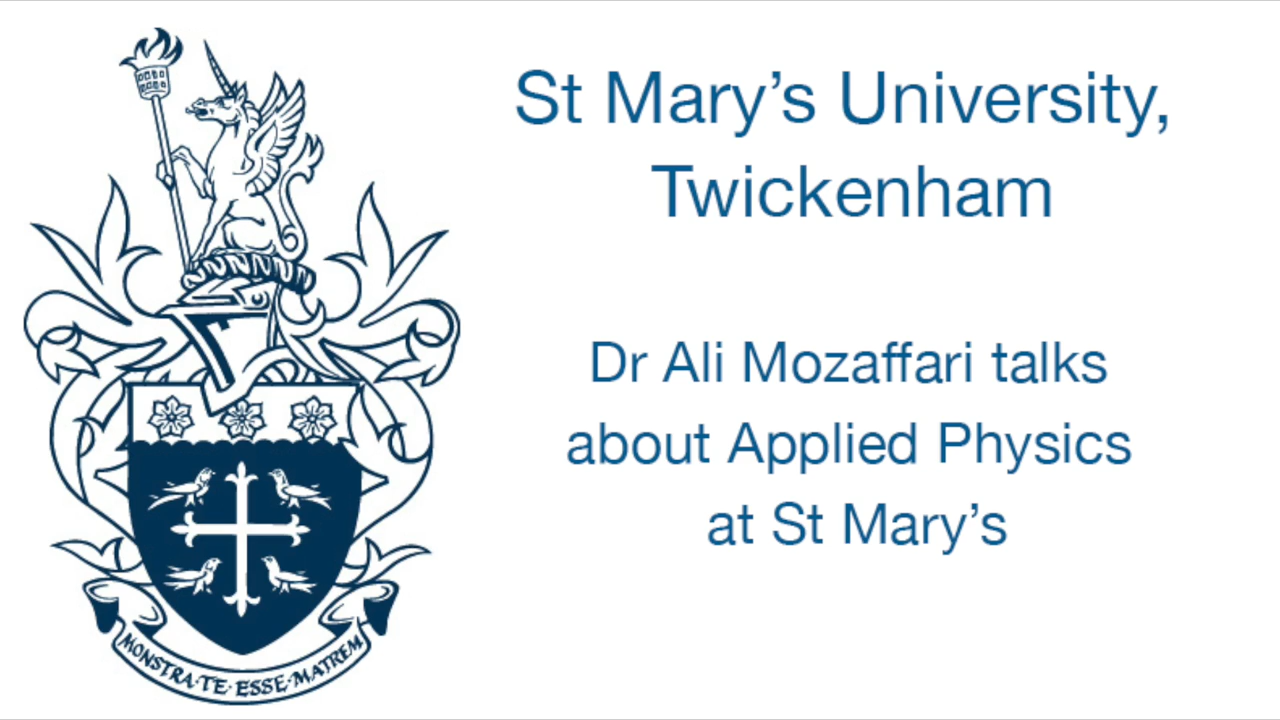 St Mary’s University,
Twickenham
Dr Ali Mozaffari talks
about Applied Physics
at St Mary’s
MONSTRA·TE·ESSE·MATREM